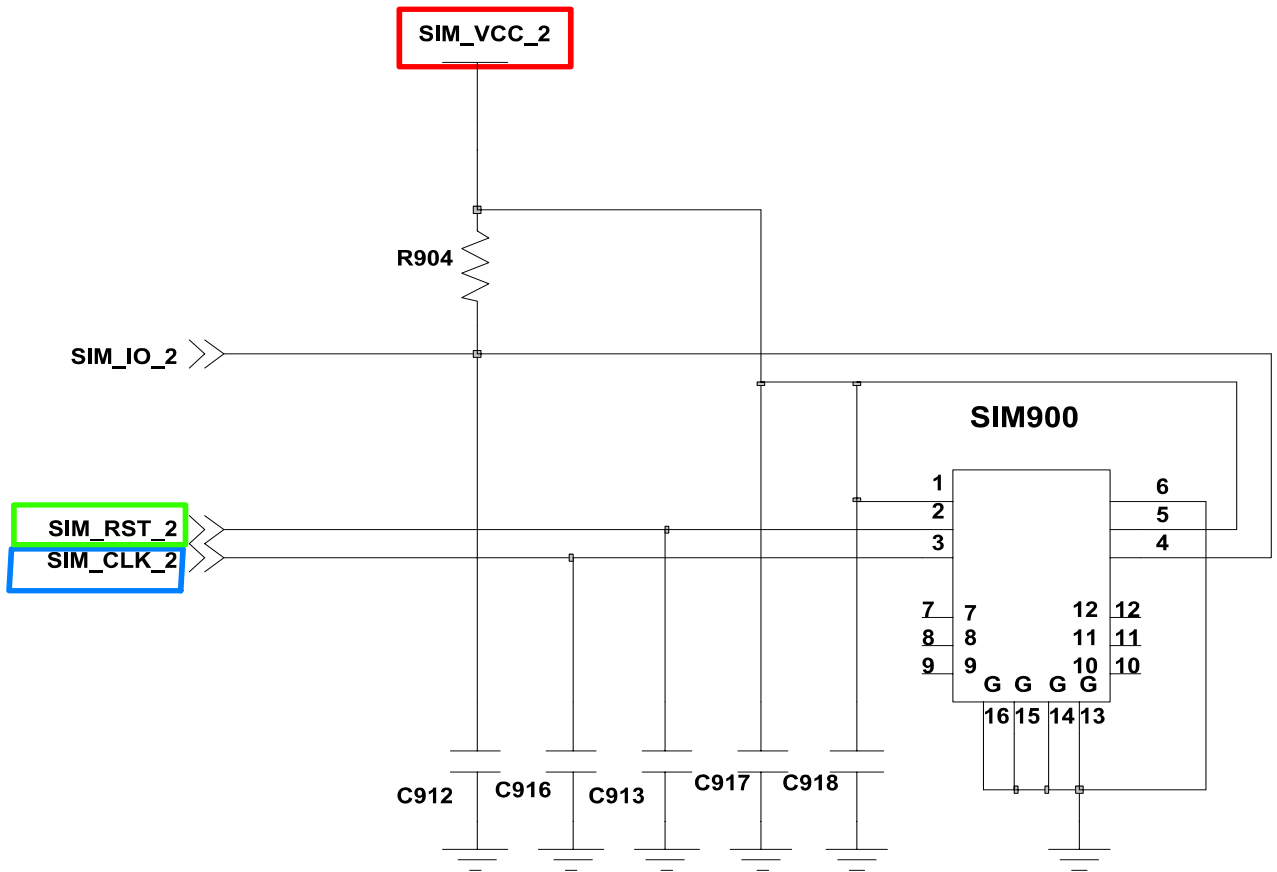 SIM_VCC_2
R904
SIM_IO_2
SIM900
1
6
2
5
SIM_RST_2
3
4
SIM_CLK_2
7 7 12 12
8 8 11 11
9 9 10 10
G G G G
16 15 14 13
C912 C916 C913 C917 C918